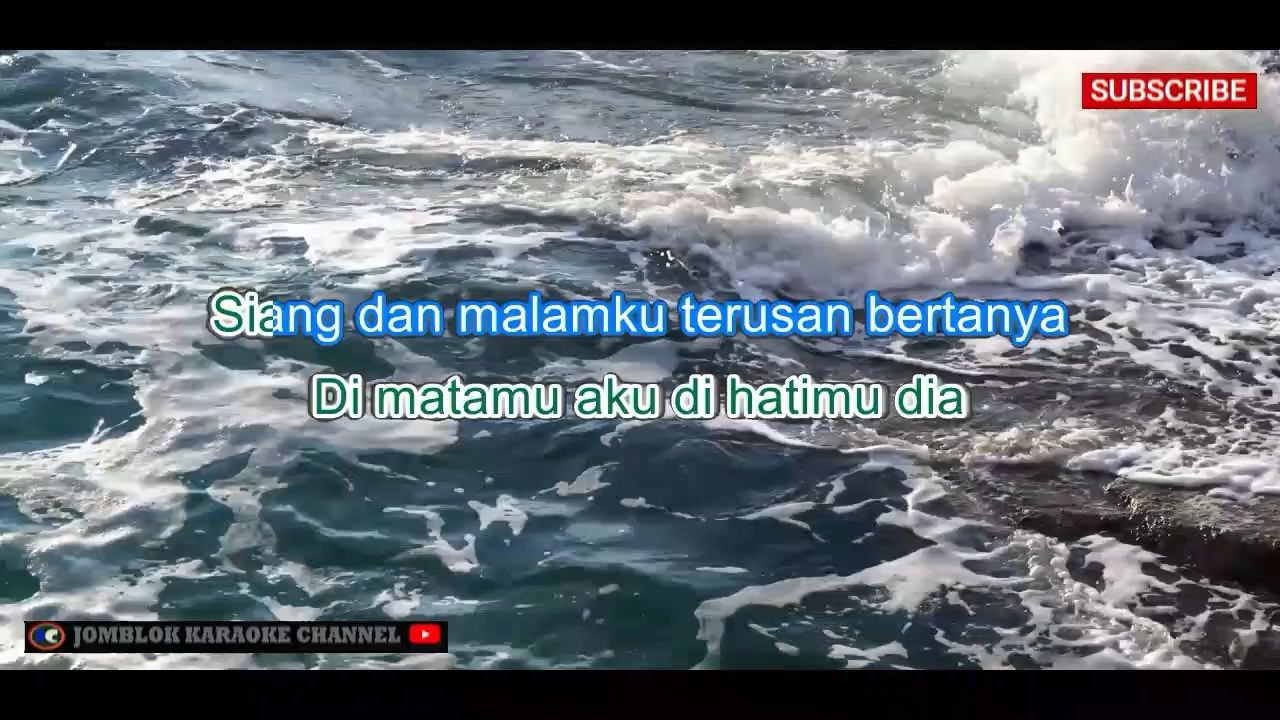 SUBSCRIBE
Siang dan malamku terusan bertanya
Di matamu aku di hatimu dia
JOMBLOK KARAOKE CHANNEL